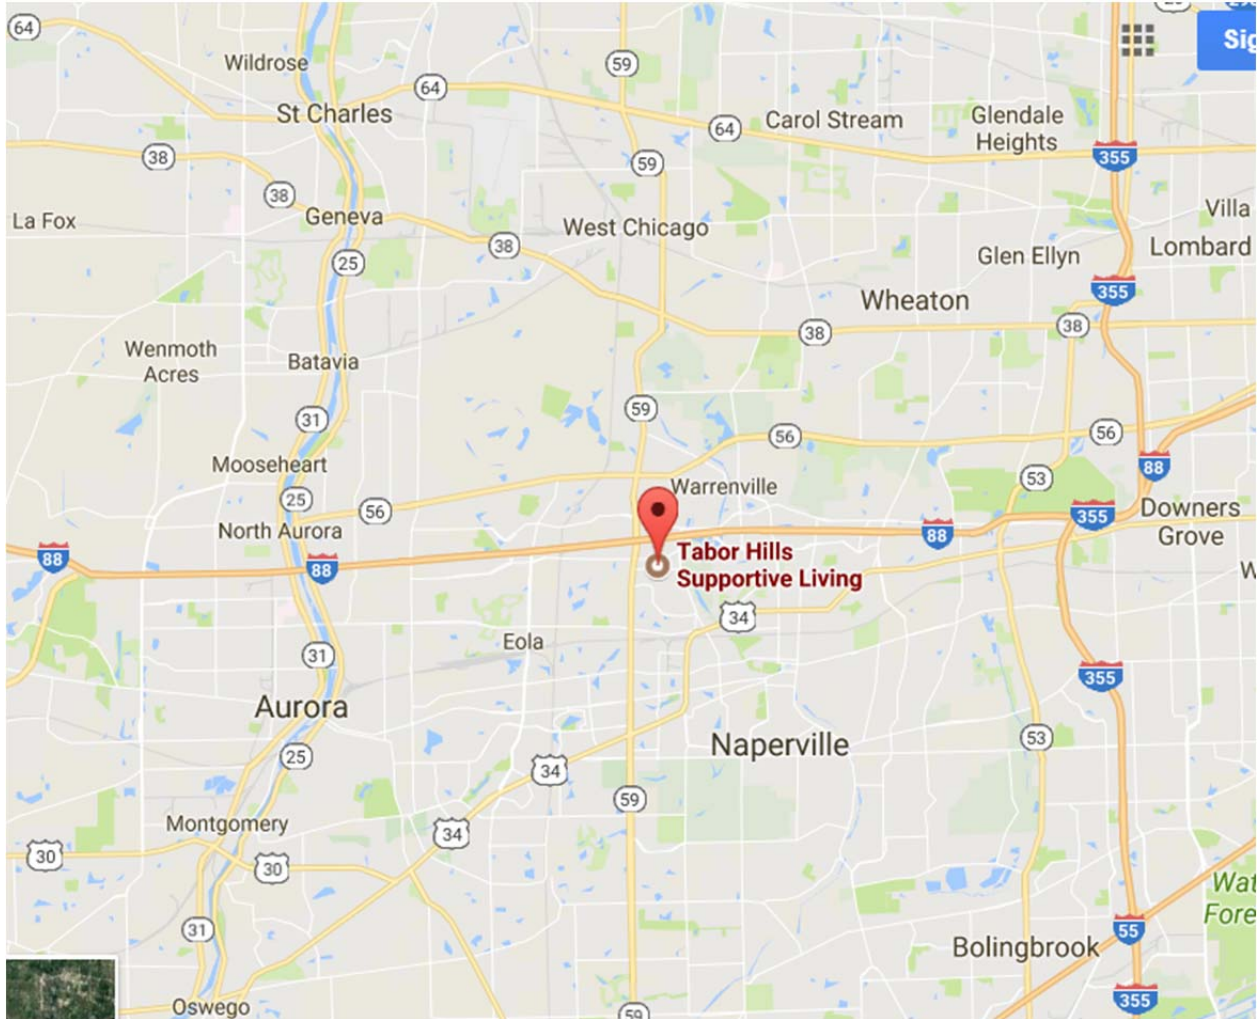 64
Wildrose
59
Sig
64
St Charles
64
Carol Stream
Glendale
Heights
38
59
355
38
La Fox
Geneva
West Chicago
Villa
38
25
Glen Ellyn
Lombard
355
Wheaton
38
38
Wenmoth
Acres
Batavia
31
59
56
56
Mooseheart
88
25
56
Warrenville
53
North Aurora
355
Downers
Grove
88
88
88
Tabor Hills
Supportive Living
W
34
31
Eola
355
Aurora
Naperville
53
25
34
59
Montgomery
34
30
30
Wat
Fore
31
55
Bolingbrook
355
Oswego
59